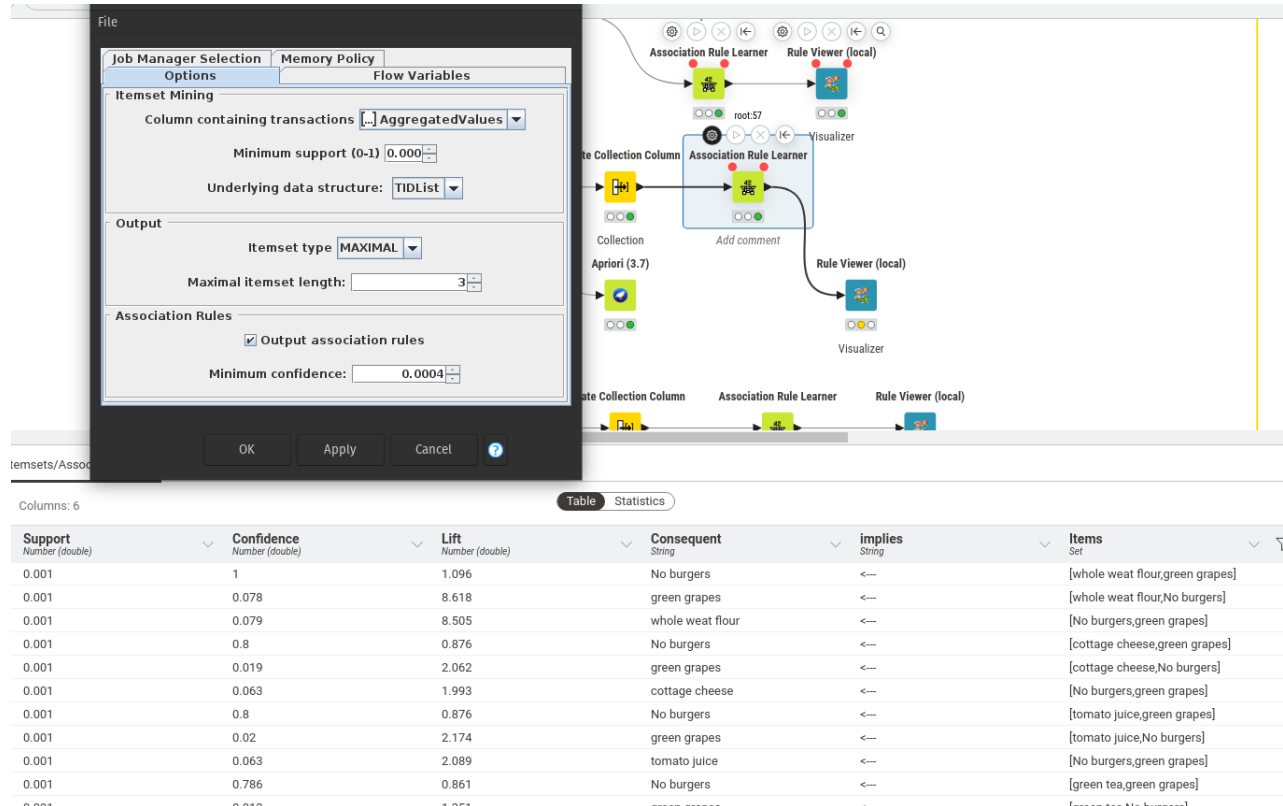 File
Job Manager Selection Memory Policy
Options Flow Variables
Itemset Mining
Column containing transactions [...] AggregatedValues
Minimum support (0-1) 0.000
Underlying data structure: TIDList
Output
Itemset type MAXIMAL
Maximal itemset length: 3
Association Rules
Output association rules
Minimum confidence: 0.0004
OK Apply Cancel ?
Association Rule Learner Rule Viewer (local)
root:57
Visualizer
te Collection Column Association Rule Learner
Collection Add comment
Apriori (3.7) Rule Viewer (local)
Visualizer
ate Collection Column Association Rule Learner Rule Viewer (local)
temsets/Assoc
Columns: 6 Table Statistics
Support Confidence Lift Consequent implies Items
Number (double) Number (double) Number (double) String String Set
0.001 1 1.096 No burgers <--- [whole weat flour,green grapes]
0.001 0.078 8.618 green grapes <--- [whole weat flour,No burgers]
0.001 0.079 8.505 whole weat flour <--- [No burgers,green grapes]
0.001 0.8 0.876 No burgers <--- [cottage cheese,green grapes]
0.001 0.019 2.062 green grapes <--- [cottage cheese,No burgers]
0.001 0.063 1.993 cottage cheese <--- [No burgers,green grapes]
0.001 0.8 0.876 No burgers <--- [tomato juice,green grapes]
0.001 0.02 2.174 green grapes <--- [tomato juice,No burgers]
0.001 0.063 2.089 tomato juice <--- [No burgers,green grapes]
0.001 0.786 0.861 No burgers <--- [green tea,green grapes]